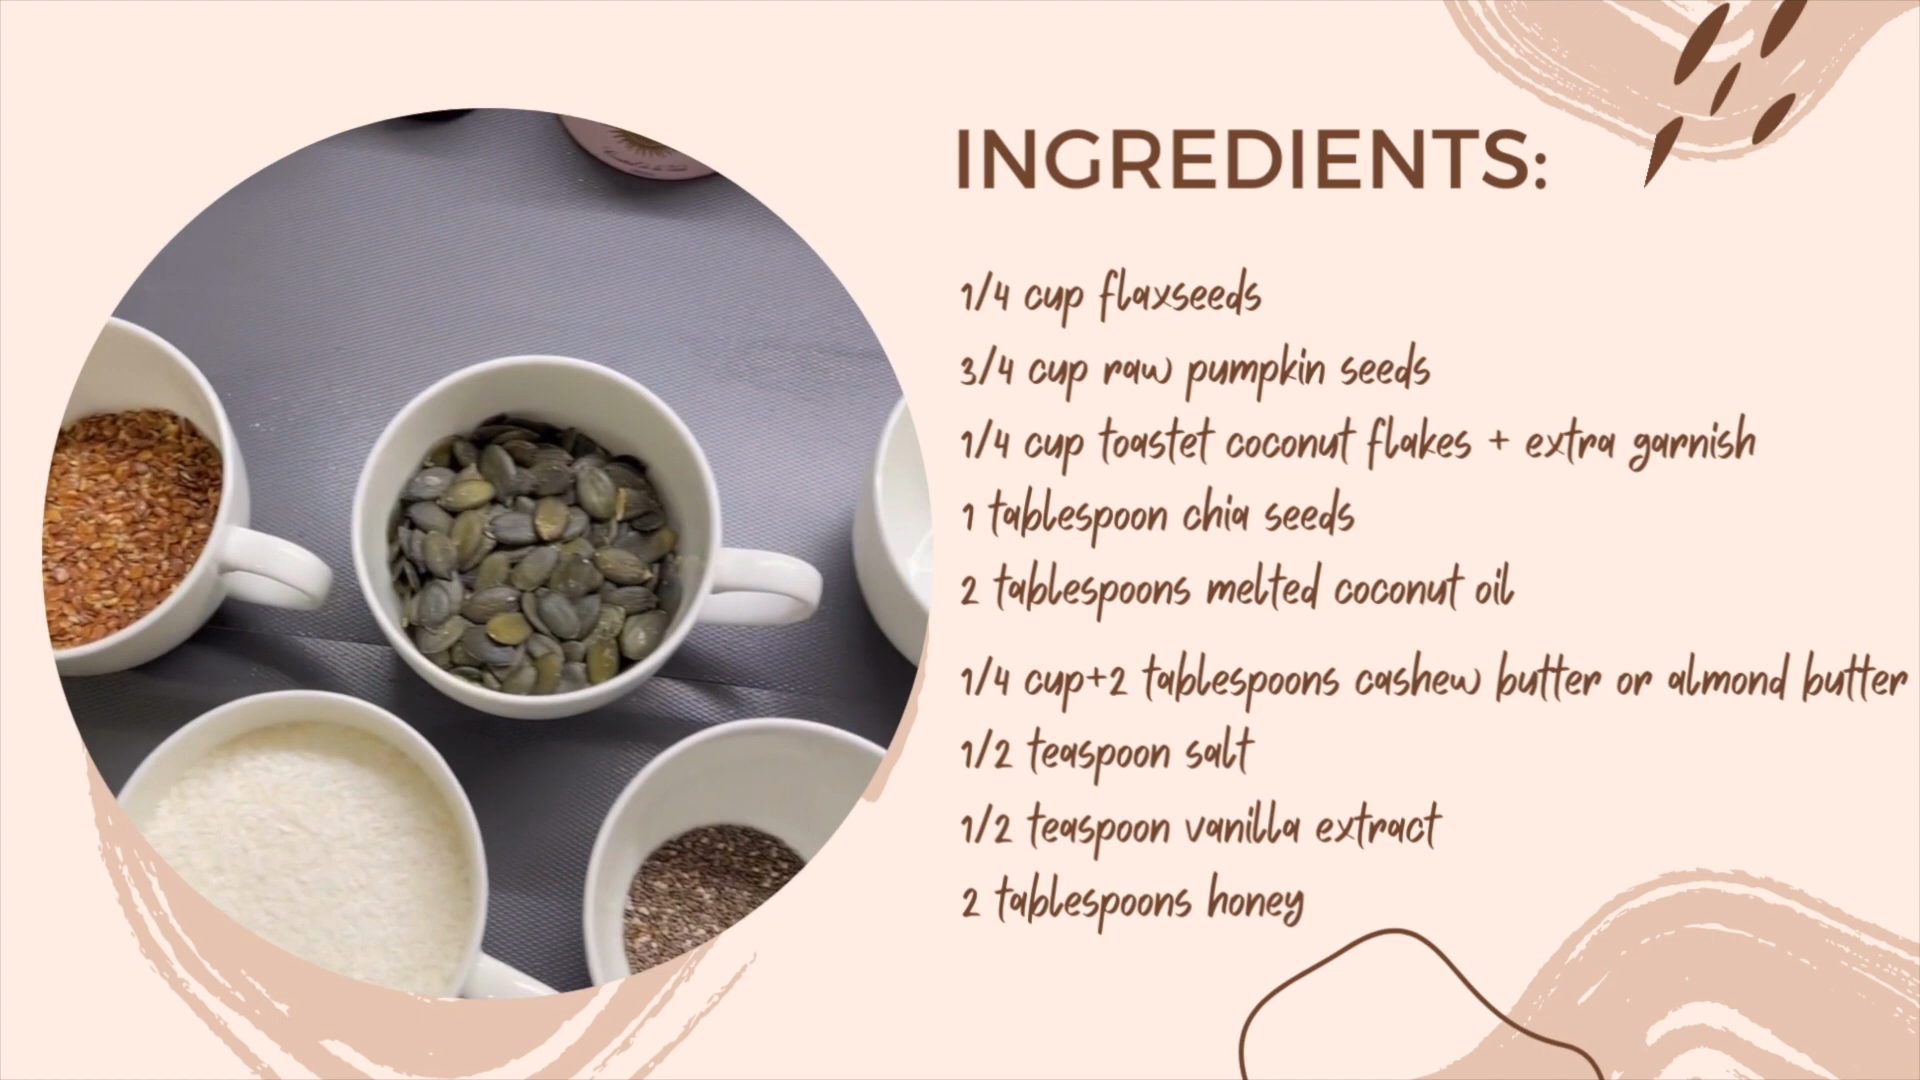 INGREDIENTS:
1/4 cup flaxseeds
3/4 cup raw pumpkin seeds
1/4 cup toastet coconut flakes + extra garnish
1 tablespoon chia seeds
2 tablespoons melted coconut oil
1/4 cup+2 tablespoons cashew butter or almond butter
1/2 teaspoon salt
1/2 teaspoon vanilla extract
2 tablespoons honey